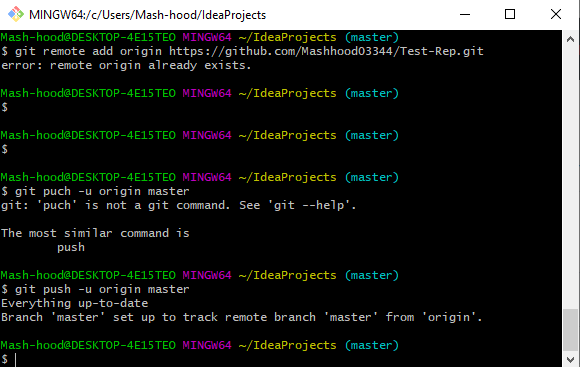 MINGW64:/c/Users/Mash-hood/IdeaProjects
Mash-hood@DESKTOP-4E15TEO MINGW64 ~/IdeaProjects (master)
$ git remote add origin https://github.com/Mashhood03344/Test-Rep.git
error: remote origin already exists.
Mash-hood@DESKTOP-4E15TEO MINGW64 ~/IdeaProjects (master)
$
Mash-hood@DESKTOP-4E15TEO MINGW64 ~/IdeaProjects (master)
$
Mash-hood@DESKTOP-4E15TEO MINGW64 ~/IdeaProjects (master)
$ git puch -u origin master
git: 'puch' is not a git command. See 'git --help'.
The most similar command is
push
Mash-hood@DESKTOP-4E15TEO MINGW64 ~/IdeaProjects (master)
$ git push -u origin master
Everything up-to-date
Branch 'master' set up to track remote branch 'master' from 'origin'.
Mash-hood@DESKTOP-4E15TEO MINGW64 ~/IdeaProjects (master)
$